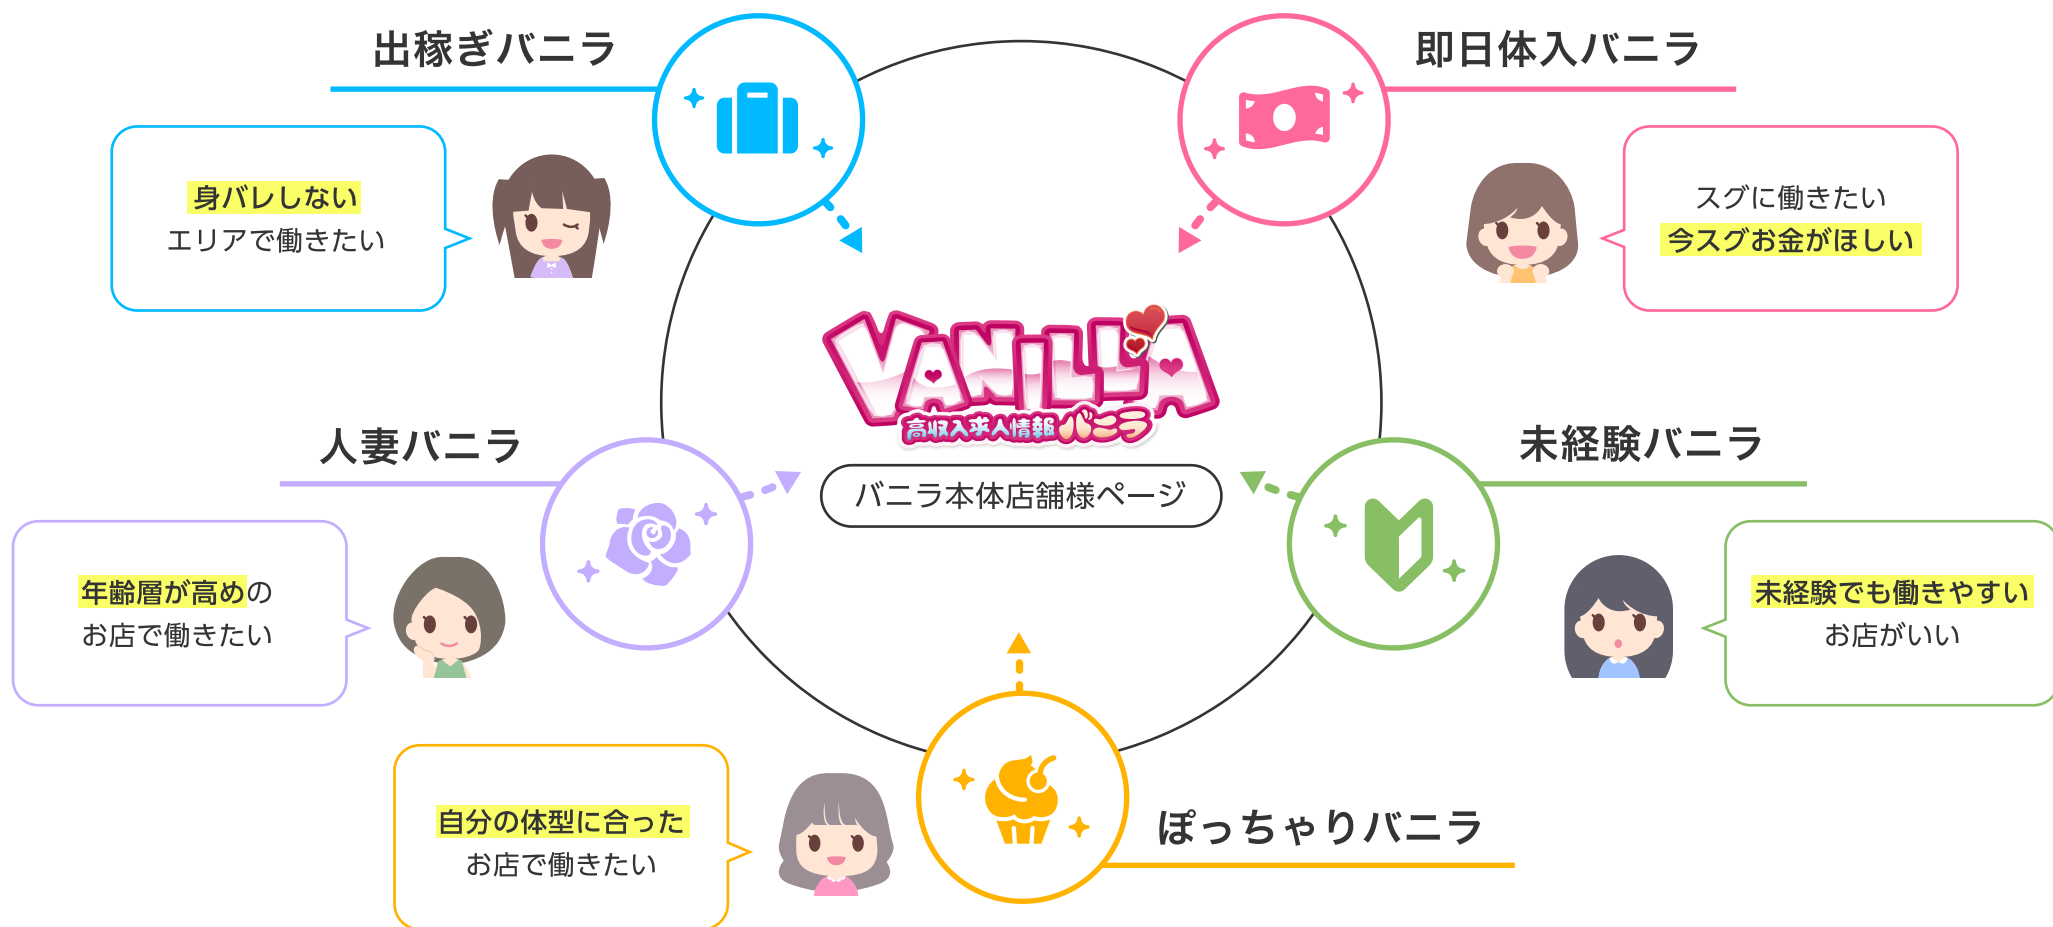 出稼ぎバニラ
身バレしない
エリアで働きたい
即日体入バニラ
スグに働きたい
今スグお金がほしい
VANILLA
高収入求人情報 バニラ
バニラ本体店舗様ページ
人妻バニラ
年齢層が高めの
お店で働きたい
未経験バニラ
未経験でも働きやすい
お店がいい
自分の体型に合った
お店で働きたい
ぽっちゃりバニラ